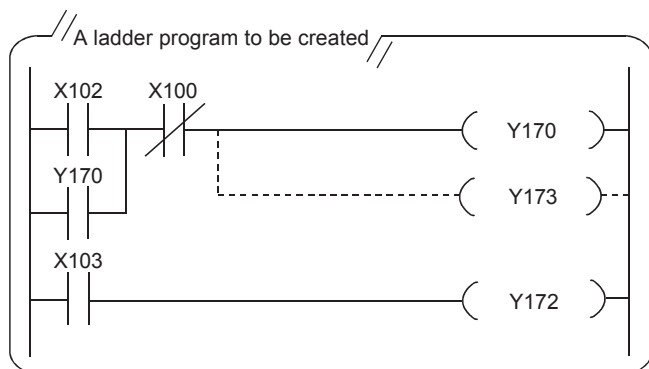 A ladder program to be created
X102 X100
Y170
Y170
Y173
X103
Y172